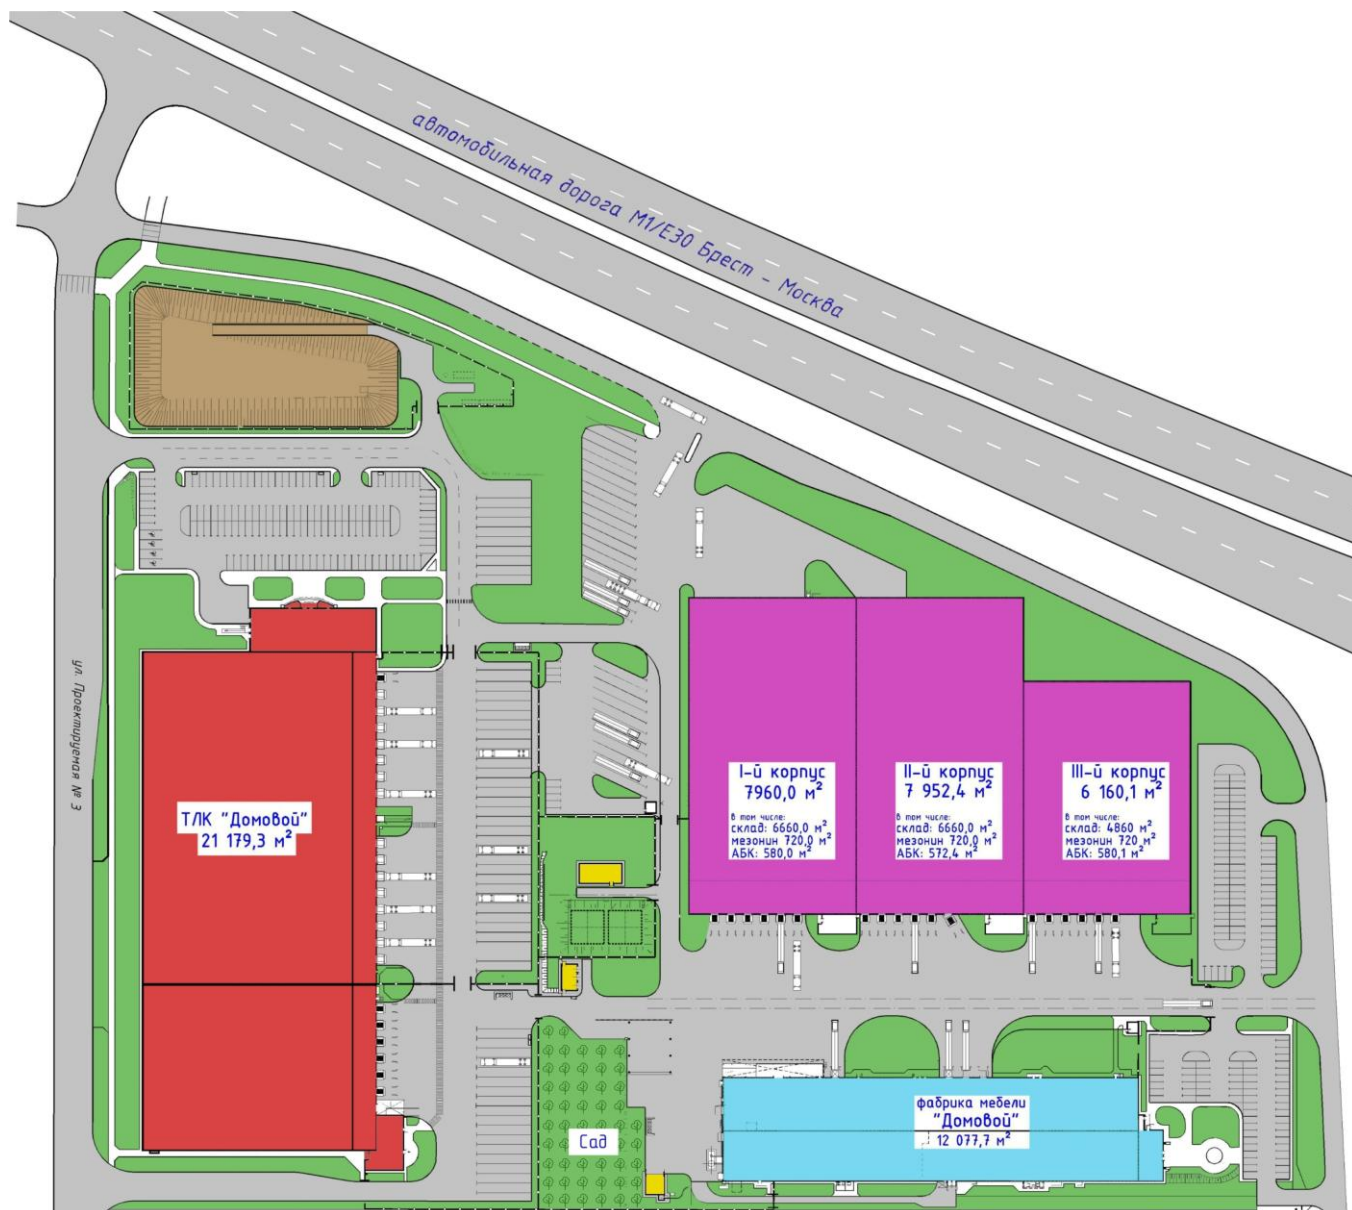 автомобильная дорога М1/Е30 Брест - Москва
ул. Проектируемая № 3
ТЛК "Домовой"
21 179,3 м²
I-й корпус
7960,0 м²
в том числе:
склад: 6660,0 м²
мезонин 720,0 м²
АБК: 580,0 м²
II-й корпус
7 952,4 м²
в том числе:
склад: 6660,0 м²
мезонин 720,0 м²
АБК: 572,4 м²
III-й корпус
6 160,1 м²
в том числе:
склад: 4860 м²
мезонин 720 м²
АБК: 580,1 м²
Сад
фабрика мебели
"Домовой"
12 077,7 м²